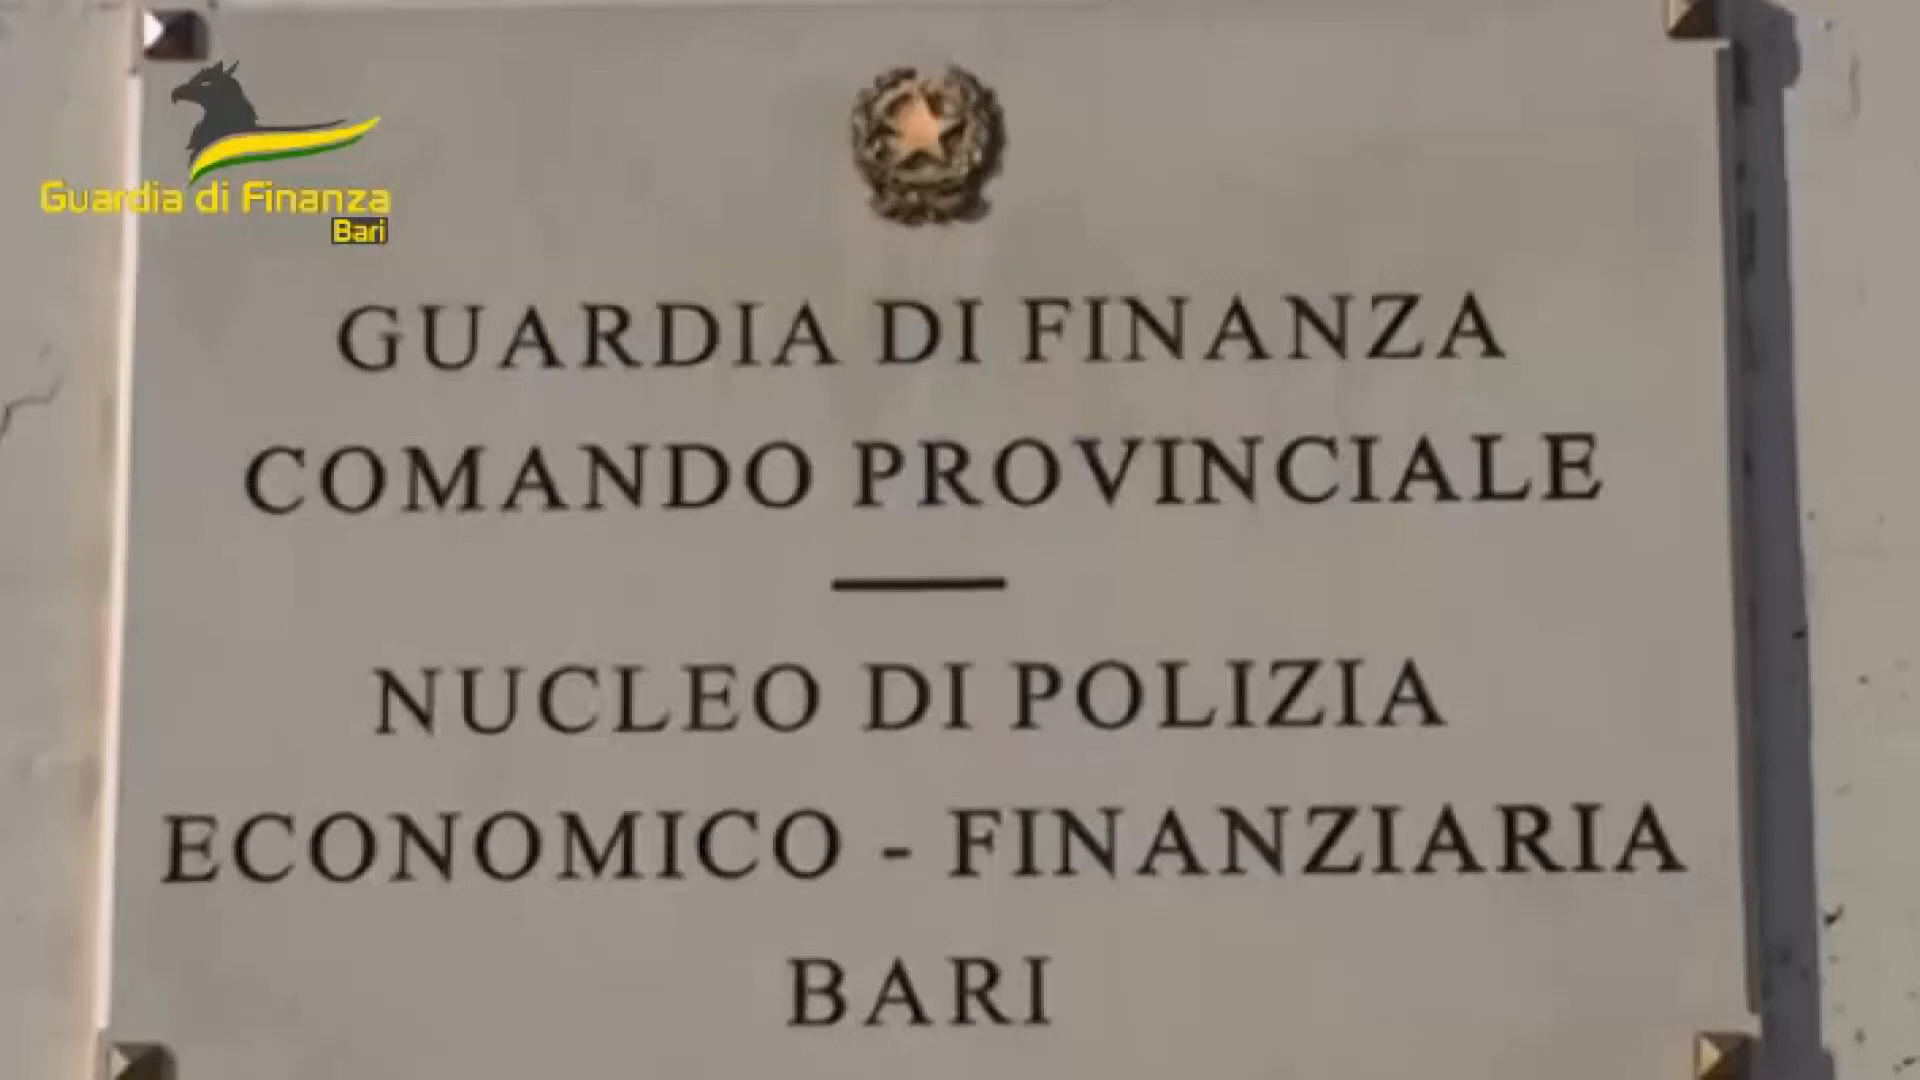 Guardia di Finanza
Bari
GUARDIA DI FINANZA
COMANDO PROVINCIALE
NUCLEO DI POLIZIA
ECONOMICO - FINANZIARIA
BARI